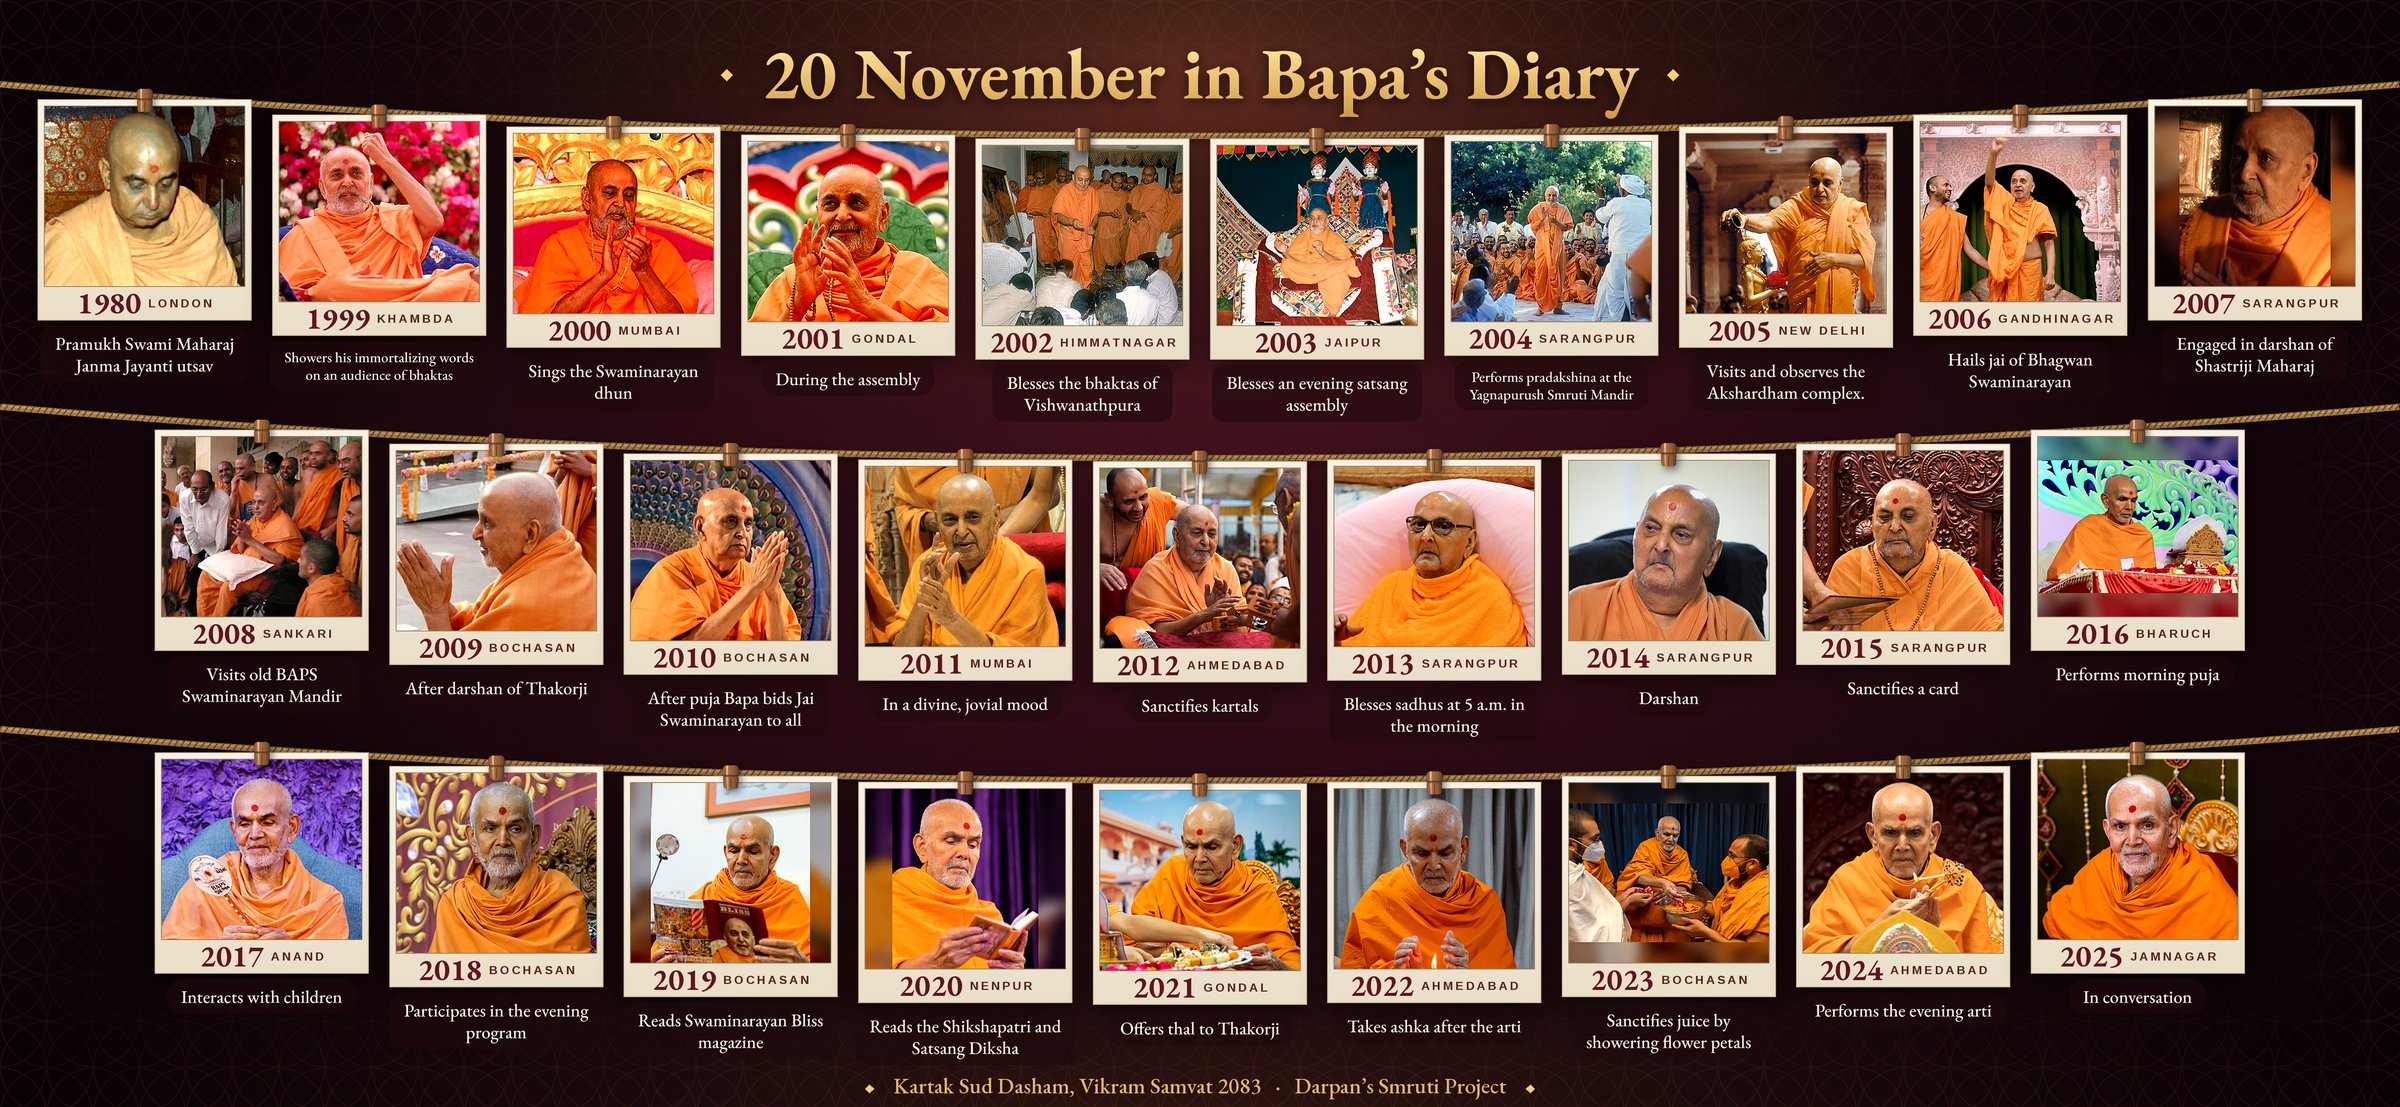 20 November in Bapa's Diary
1980 LONDON
Pramukh Swami Maharaj
Janma Jayanti utsav
1999 KHAMBDA
Showers his immortalizing words
on an audience of bhaktas
2000 MUMBAI
Sings the Swaminarayan
dhun
2001 GONDAL
During the assembly
2002 HIMMATNAGAR
Blesses the bhaktas of
Vishwanathpura
2003 JAIPUR
Blesses an evening satsang
assembly
2004 SARANGPUR
Performs pradakshina at the
Yagnapurush Smruti Mandir
2005 NEW DELHI
Visits and observes the
Akshardham complex.
2006 GANDHINAGAR
Hails jai of Bhagwan
Swaminarayan
2007 SARANGPUR
Engaged in darshan of
Shastriji Maharaj
2008 SANKARI
Visits old BAPS
Swaminarayan Mandir
2009 BOCHASAN
After darshan of Thakorji
2010 BOCHASAN
After puja Bapa bids Jai
Swaminarayan to all
2011 MUMBAI
In a divine, jovial mood
2012 AHMEDABAD
Sanctifies kartals
2013 SARANGPUR
Blesses sadhus at 5 a.m. in
the morning
2014 SARANGPUR
Darshan
2015 SARANGPUR
Sanctifies a card
2016 BHARUCH
Performs morning puja
BAPS
2017 ANAND
Interacts with children
2018 BOCHASAN
Participates in the evening
program
BLISS
2019 BOCHASAN
Reads Swaminarayan Bliss
magazine
2020 NENPUR
Reads the Shikshapatri and
Satsang Diksha
2021 GONDAL
Offers thal to Thakorji
2022 AHMEDABAD
Takes ashka after the arti
2023 BOCHASAN
Sanctifies juice by
showering flower petals
2024 AHMEDABAD
Performs the evening arti
2025 JAMNAGAR
In conversation
Kartak Sud Dasham, Vikram Samvat 2083 · Darpan's Smruti Project